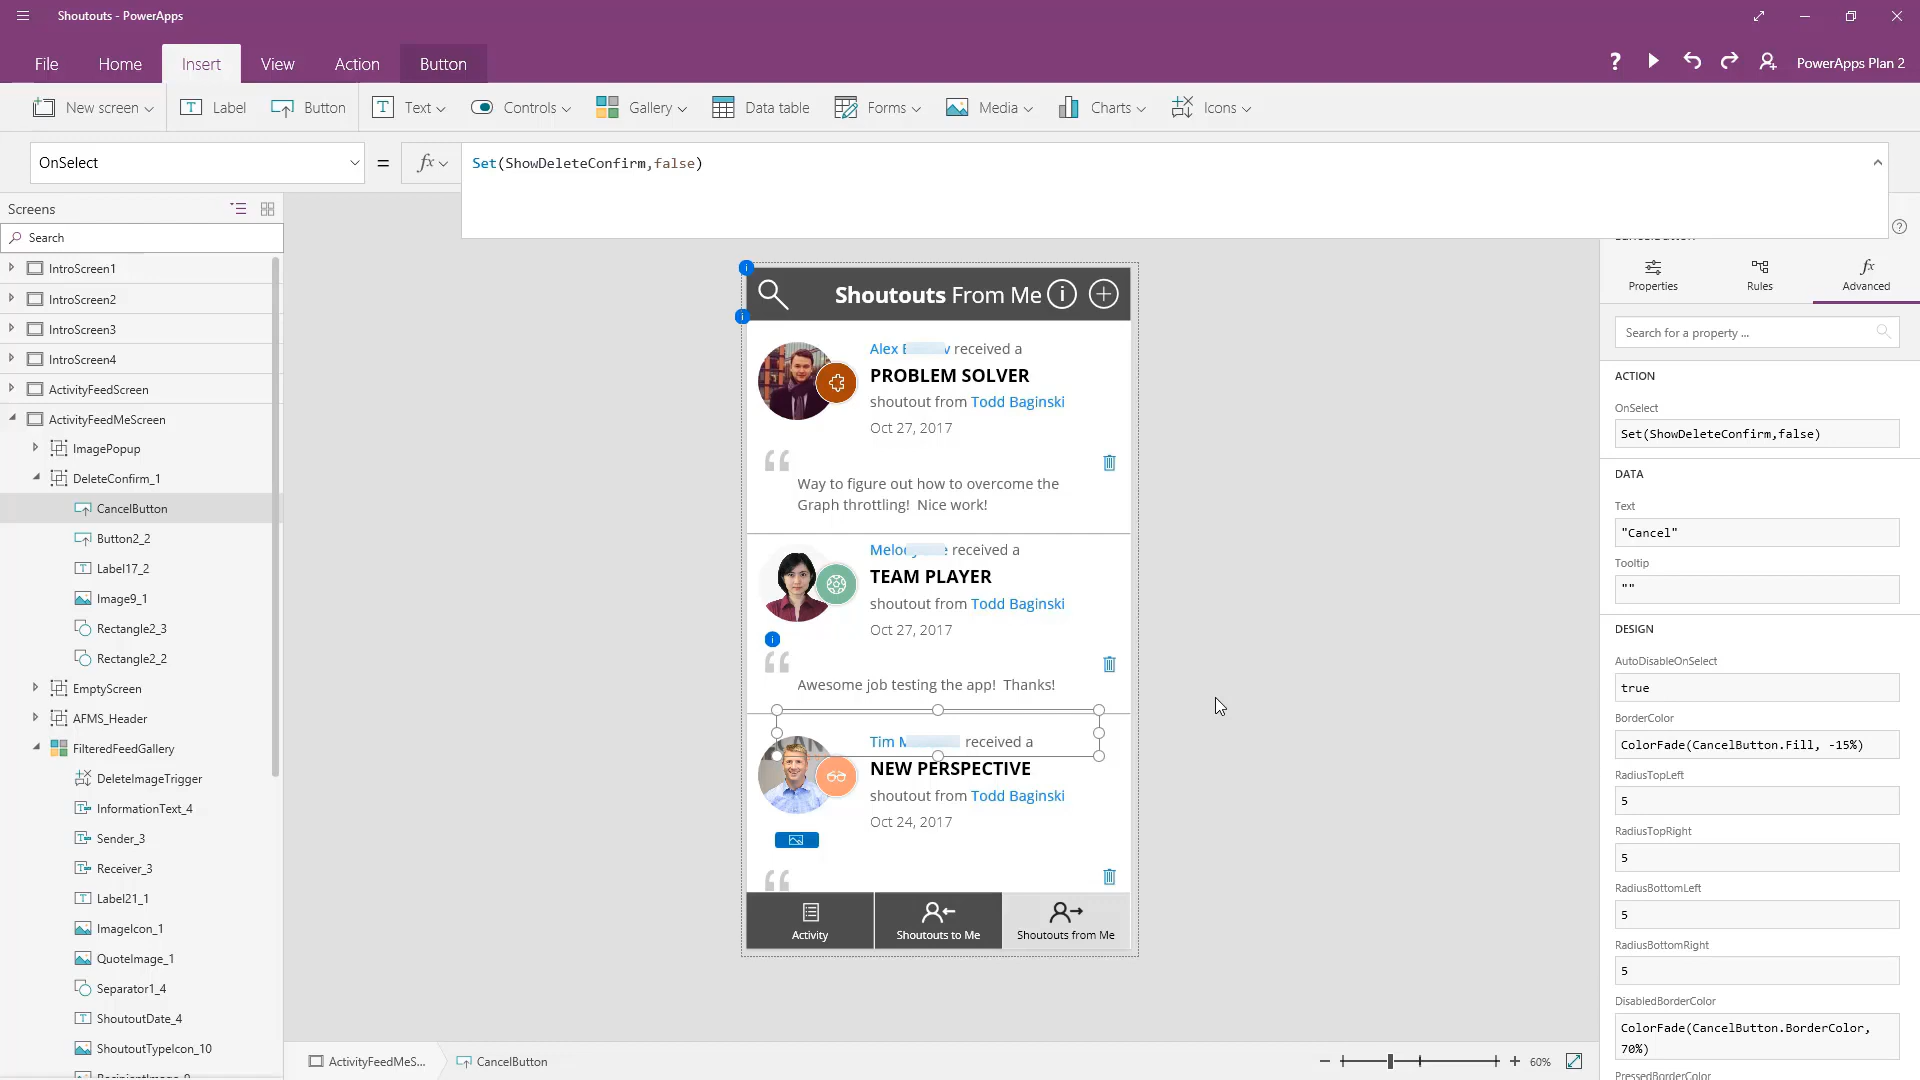 Shoutouts - PowerApps
File Home Insert View Action Button
PowerApps Plan 2
New screen Label Button Text Controls Gallery Data table Forms Media Charts Icons
OnSelect = fx Set(ShowDeleteConfirm,false)
Screens
Search
IntroScreen1
IntroScreen2
IntroScreen3
IntroScreen4
ActivityFeedScreen
ActivityFeedMeScreen
ImagePopup
DeleteConfirm_1
CancelButton
Button2_2
Label17_2
Image9_1
Rectangle2_3
Rectangle2_2
EmptyScreen
AFMS_Header
FilteredFeedGallery
DeleteImageTrigger
InformationText_4
Sender_3
Receiver_3
Label21_1
ImageIcon_1
QuoteImage_1
Separator1_4
ShoutoutDate_4
ShoutoutTypeIcon_10
Shoutouts From Me
Alex received a
PROBLEM SOLVER
shoutout from Todd Baginski
Oct 27, 2017
Way to figure out how to overcome the
Graph throttling! Nice work!
received a
TEAM PLAYER
shoutout from Todd Baginski
Oct 27, 2017
Awesome job testing the app! Thanks!
Tim received a
NEW PERSPECTIVE
shoutout from Todd Baginski
Oct 24, 2017
Activity
Shoutouts to Me
Shoutouts from Me
ActivityFeedMeS... CancelButton
60%
Properties Rules Advanced
Search for a property ...
ACTION
OnSelect
Set(ShowDeleteConfirm,false)
DATA
Text
"Cancel"
Tooltip
""
DESIGN
AutoDisableOnSelect
true
BorderColor
ColorFade(CancelButton.Fill, -15%)
RadiusTopLeft
5
RadiusTopRight
5
RadiusBottomLeft
5
RadiusBottomRight
5
DisabledBorderColor
ColorFade(CancelButton.BorderColor,
70%)
PressedBorderColor